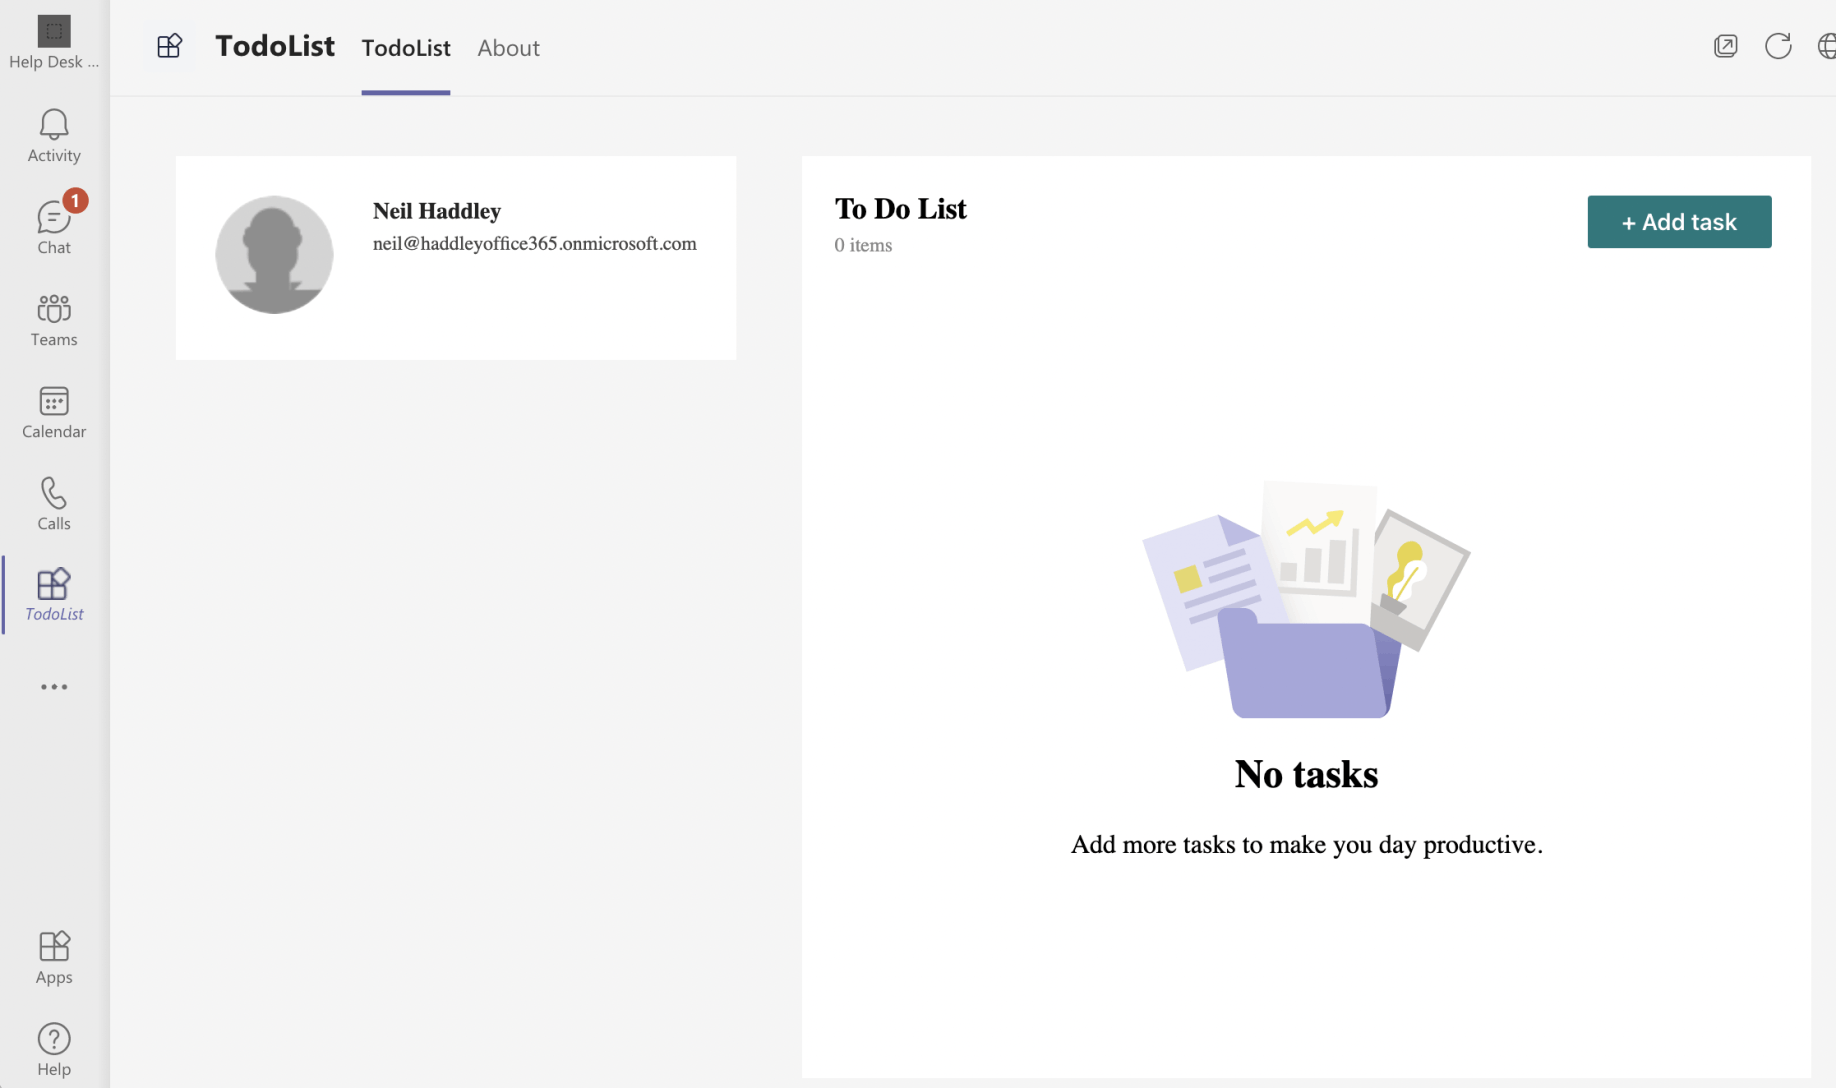 Help Desk ...
Activity
1
Chat
Teams
Calendar
Calls
TodoList
Apps
Help
TodoList
TodoList
About
Neil Haddley
neil@haddleyoffice365.onmicrosoft.com
To Do List
0 items
+ Add task
No tasks
Add more tasks to make you day productive.